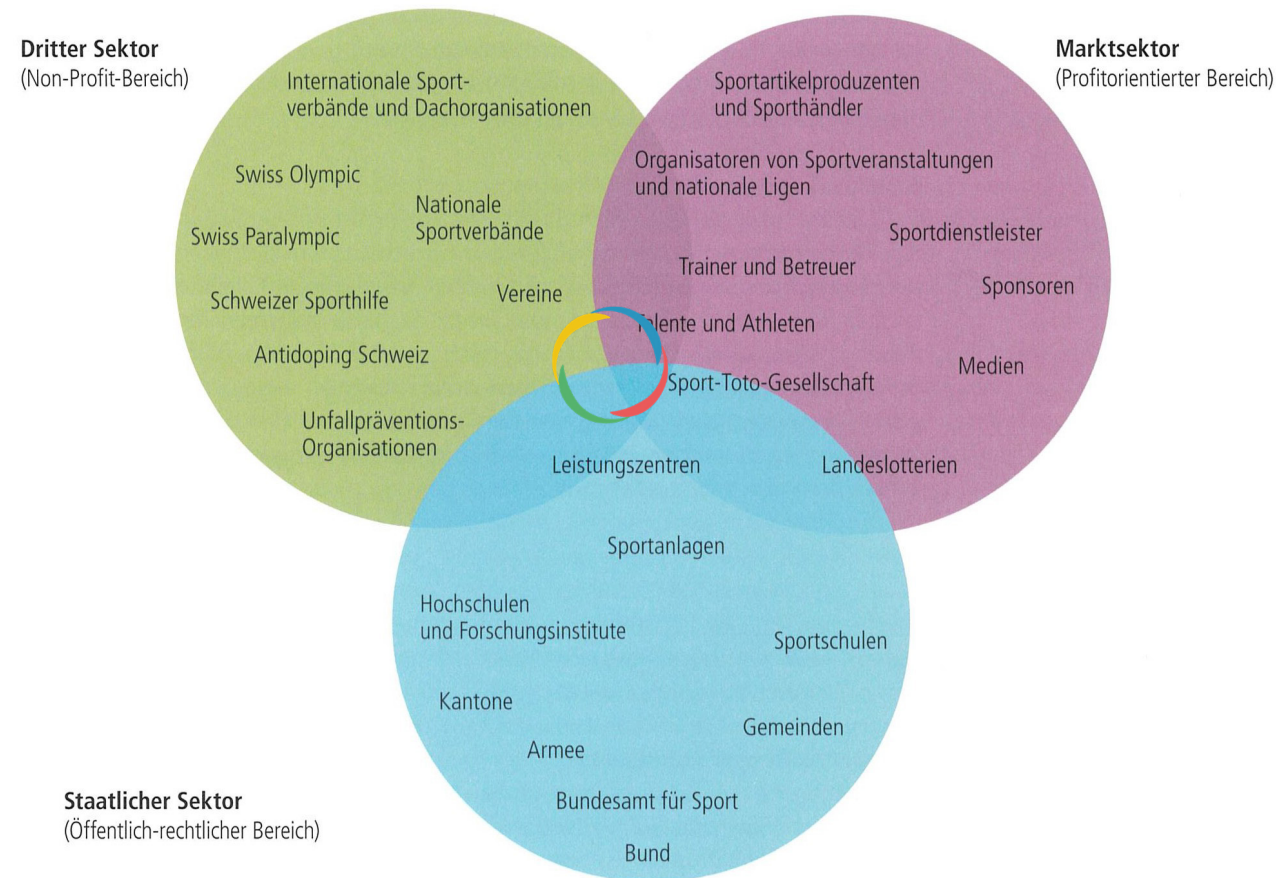 Dritter Sektor
(Non-Profit-Bereich)
Marktsektor
(Profitorientierter Bereich)
Internationale Sport-
verbände und Dachorganisationen
Swiss Olympic
Nationale
Sportverbände
Swiss Paralympic
Vereine
Schweizer Sporthilfe
Antidoping Schweiz
Unfallpräventions-
Organisationen
Sportartikelproduzenten
und Sporthändler
Organisatoren von Sportveranstaltungen
und nationale Ligen
Sportdienstleister
Trainer und Betreuer
Sponsoren
Talente und Athleten
Medien
Sport-Toto-Gesellschaft
Leistungszentren
Landeslotterien
Sportanlagen
Hochschulen
und Forschungsinstitute
Sportschulen
Kantone
Gemeinden
Armee
Bundesamt für Sport
Bund
Staatlicher Sektor
(Öffentlich-rechtlicher Bereich)